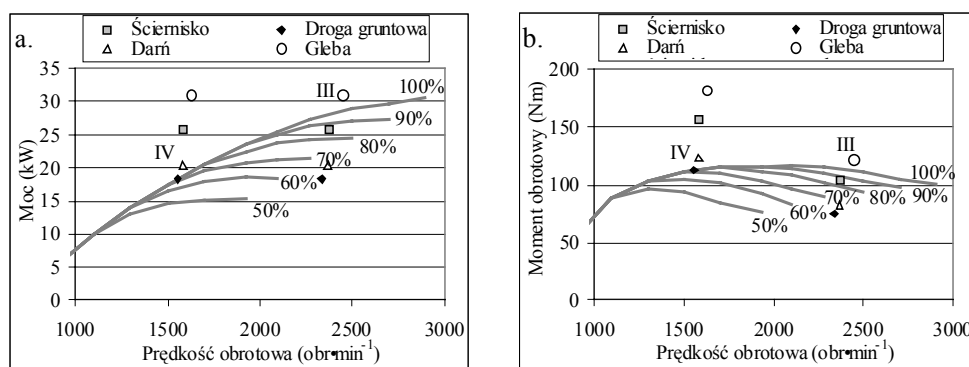 a.
Ściernisko
Droga gruntowa
Darń
Gleba
Moc (kW)
40
35
30
25
20
15
10
5
0
III
IV
100%
90%
80%
70%
60%
50%
1000 1500 2000 2500 3000
Prędkość obrotowa (obr•min-1)
b.
Ściernisko
Droga gruntowa
Darń
Gleba
Moment obrotowy (Nm)
200
150
100
50
0
III
IV
100%
90%
80%
70%
60%
50%
1000 1500 2000 2500 3000
Prędkość obrotowa (obr•min-1)